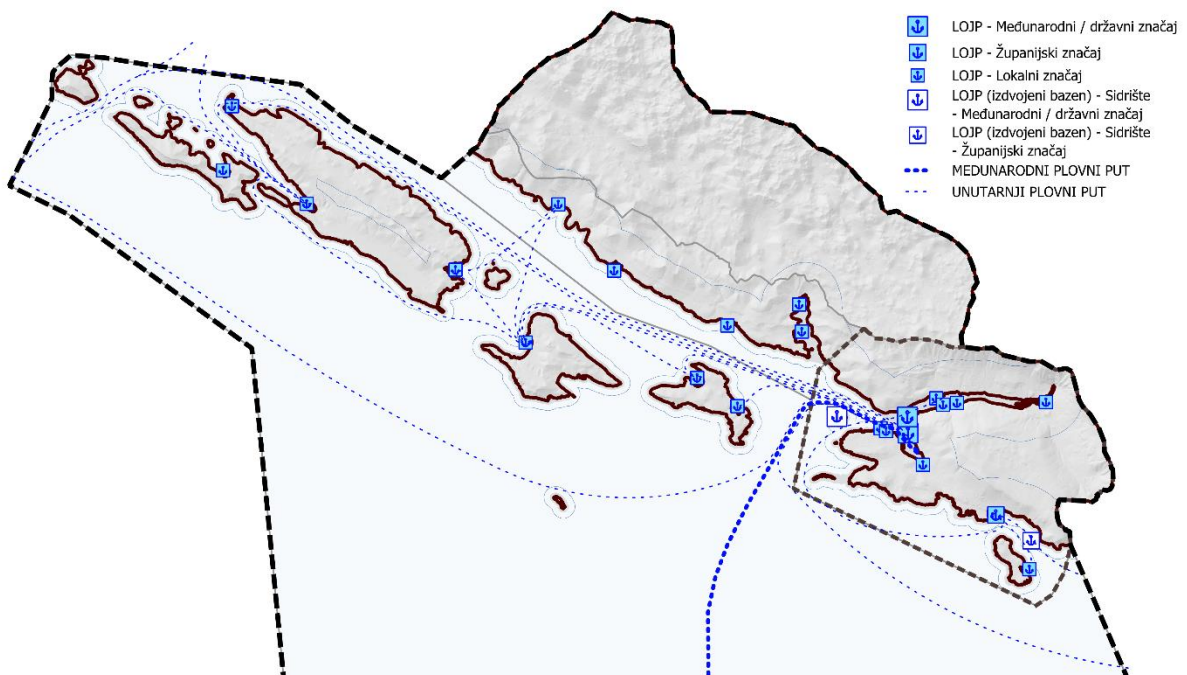 LOJP - Međunarodni / državni značaj
LOJP - Županijski značaj
LOJP - Lokalni značaj
LOJP (izdvojeni bazen) - Sidrište
- Međunarodni / državni značaj
LOJP (izdvojeni bazen) - Sidrište
- Županijski značaj
MEĐUNARODNI PLOVNI PUT
UNUTARNJI PLOVNI PUT